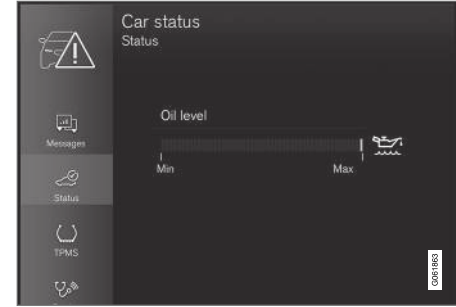 Car status
Status
Messages
Status
TPMS
Oil level
Min
Max
G061863